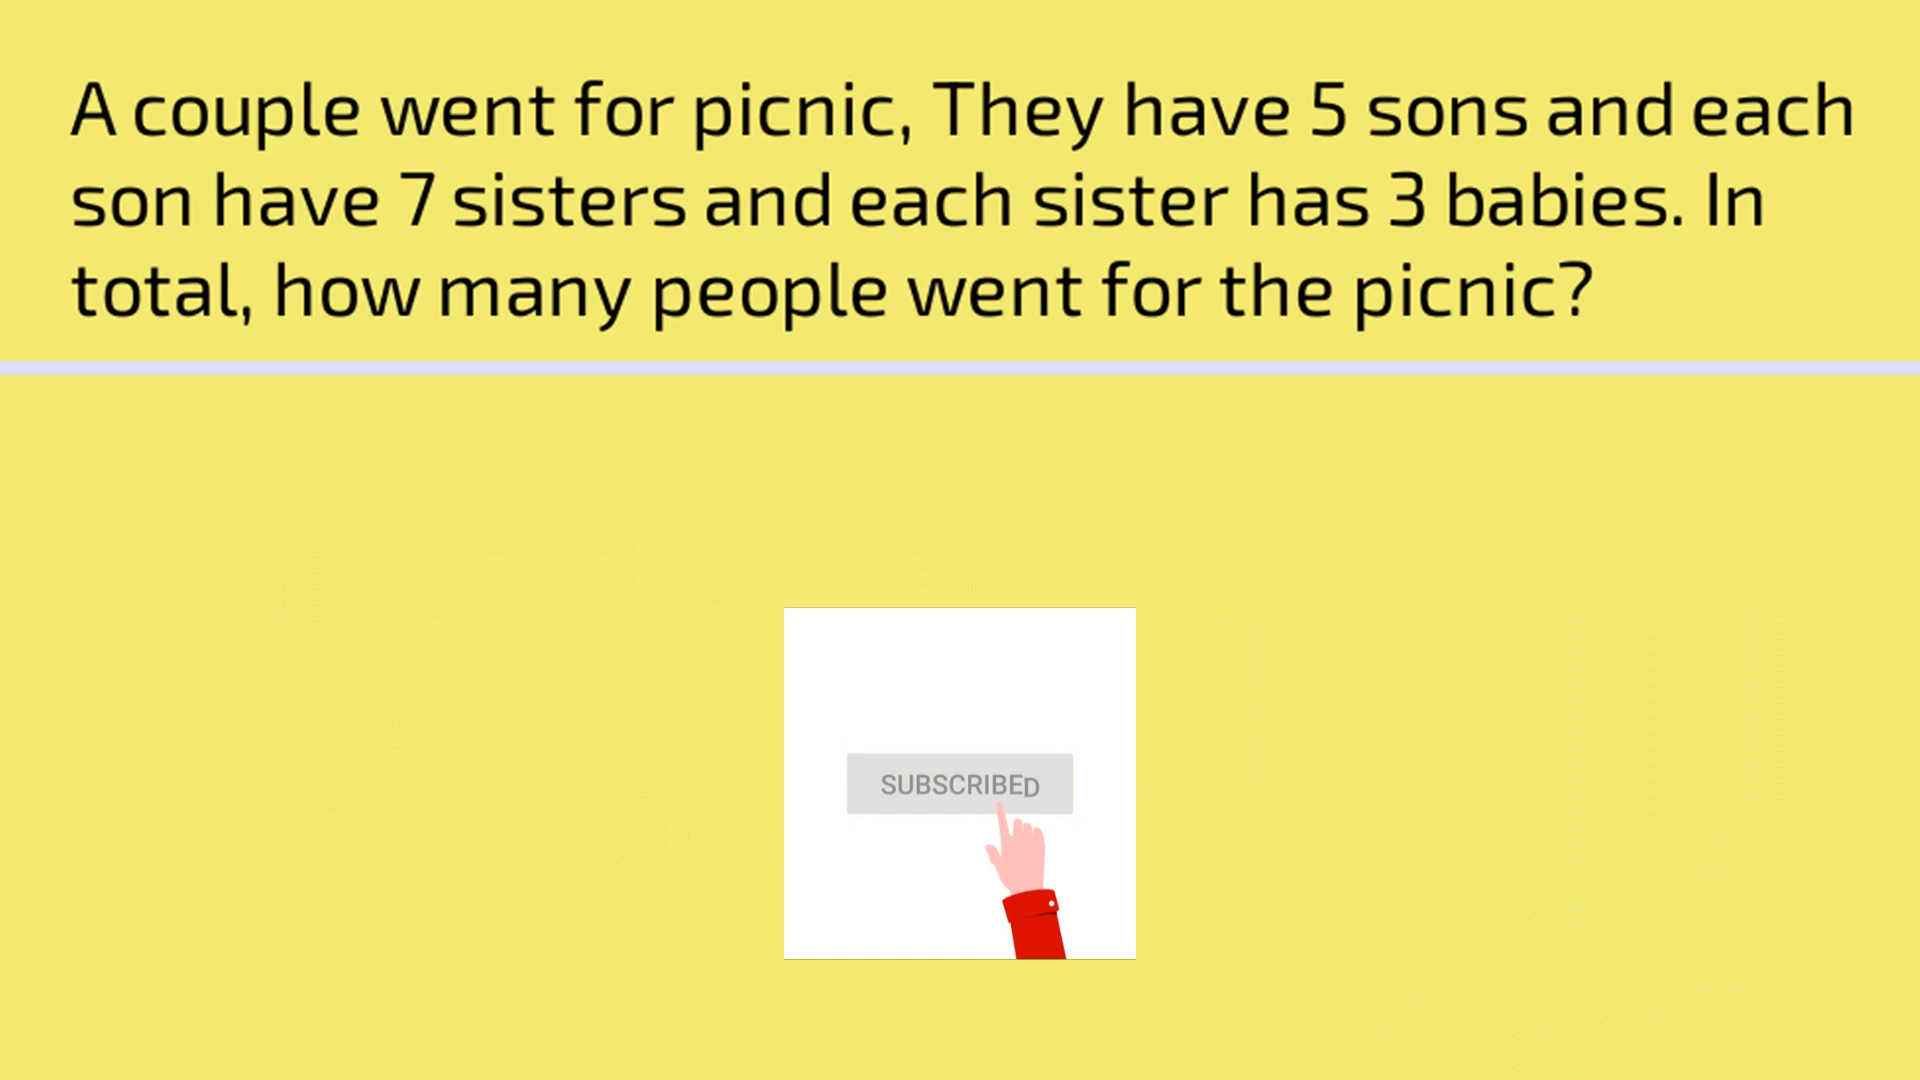 A couple went for picnic, They have 5 sons and each
son have 7 sisters and each sister has 3 babies. In
total, how many people went for the picnic?
SUBSCRIBED